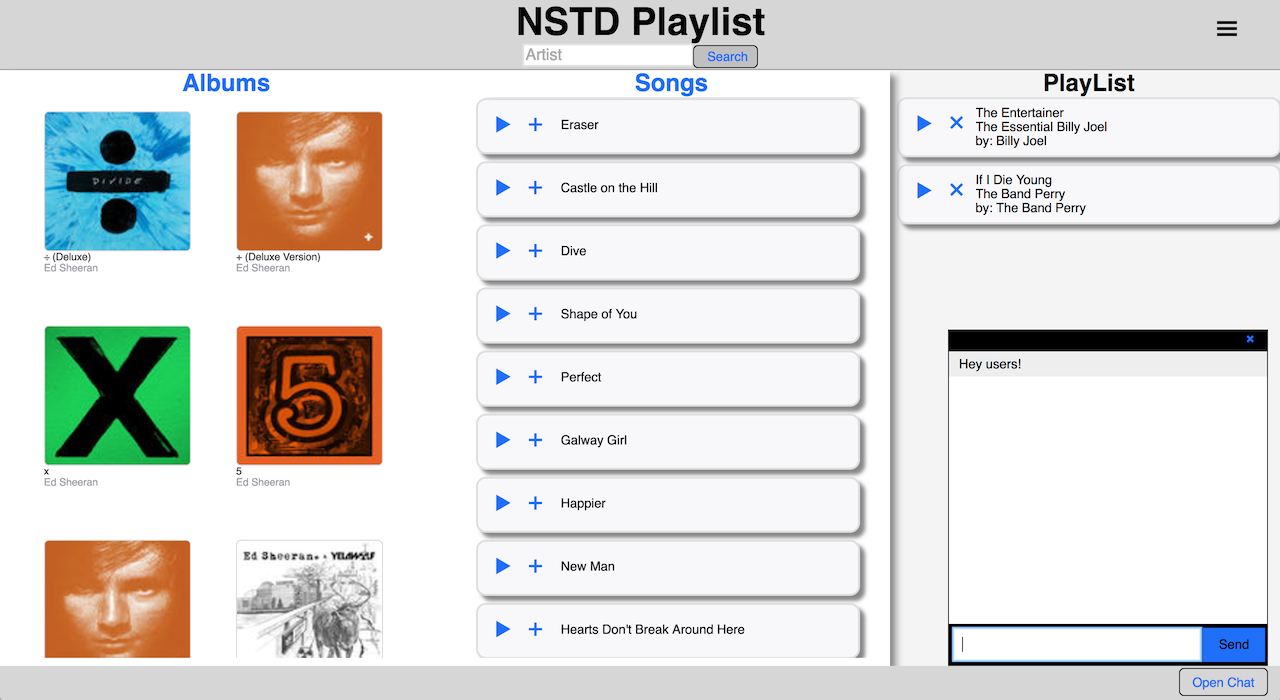 NSTD Playlist
Artist
Search
Albums
DIVIDE
÷ (Deluxe)
Ed Sheeran
+ (Deluxe Version)
Ed Sheeran
X
x
Ed Sheeran
5
5
Ed Sheeran
Ed Sheeran. + YELAWOLF
Songs
Eraser
Castle on the Hill
Dive
Shape of You
Perfect
Galway Girl
Happier
New Man
Hearts Don't Break Around Here
PlayList
The Entertainer
The Essential Billy Joel
by: Billy Joel
If I Die Young
The Band Perry
by: The Band Perry
Hey users!
Send
Open Chat